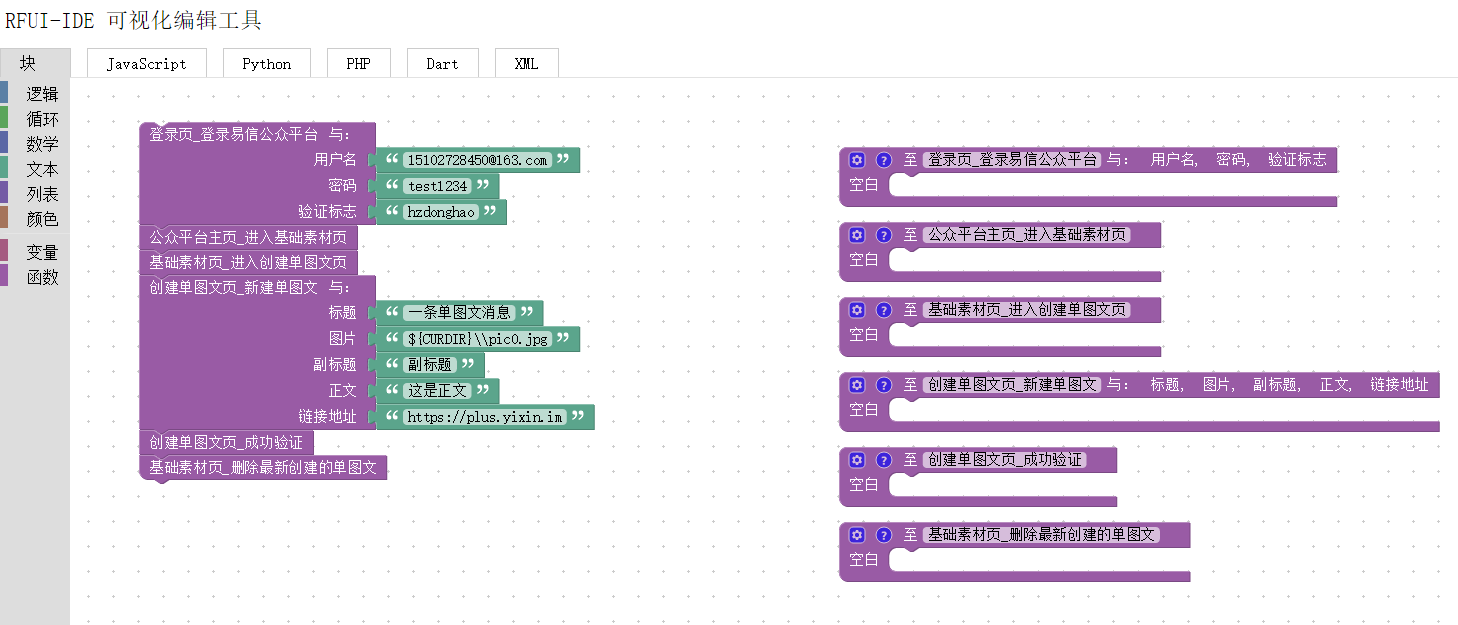 RFUI-IDE 可视化编辑工具
块 JavaScript Python PHP Dart XML
逻辑
循环
数学
文本
列表
颜色
变量
函数
登录页_登录易信公众平台 与:
用户名 “ 15102728450@163.com ”
密码 “ test1234 ”
验证标志 “ hzdonghao ”
公众平台主页_进入基础素材页
基础素材页_进入创建单图文页
创建单图文页_新建单图文 与:
标题 “ 一条单图文消息 ”
图片 “ ${CURDIR}\\pic0.jpg ”
副标题 “ 副标题 ”
正文 “ 这是正文 ”
链接地址 “ https://plus.yixin.im ”
创建单图文页_成功验证
基础素材页_删除最新创建的单图文
? 至 登录页_登录易信公众平台 与: 用户名, 密码, 验证标志
空白
? 至 公众平台主页_进入基础素材页
空白
? 至 基础素材页_进入创建单图文页
空白
? 至 创建单图文页_新建单图文 与: 标题, 图片, 副标题, 正文, 链接地址
空白
? 至 创建单图文页_成功验证
空白
? 至 基础素材页_删除最新创建的单图文
空白